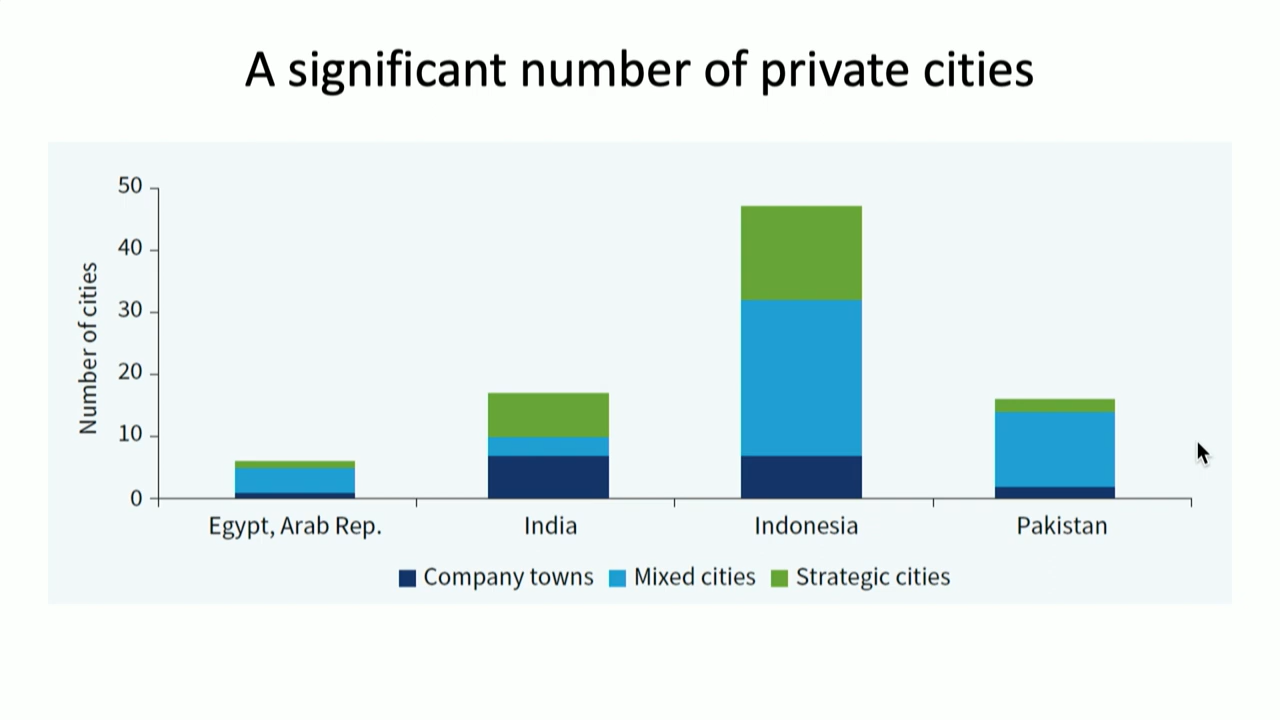 A significant number of private cities
Number of cities
50
40
30
20
10
0
Egypt, Arab Rep. India Indonesia Pakistan
Company towns Mixed cities Strategic cities